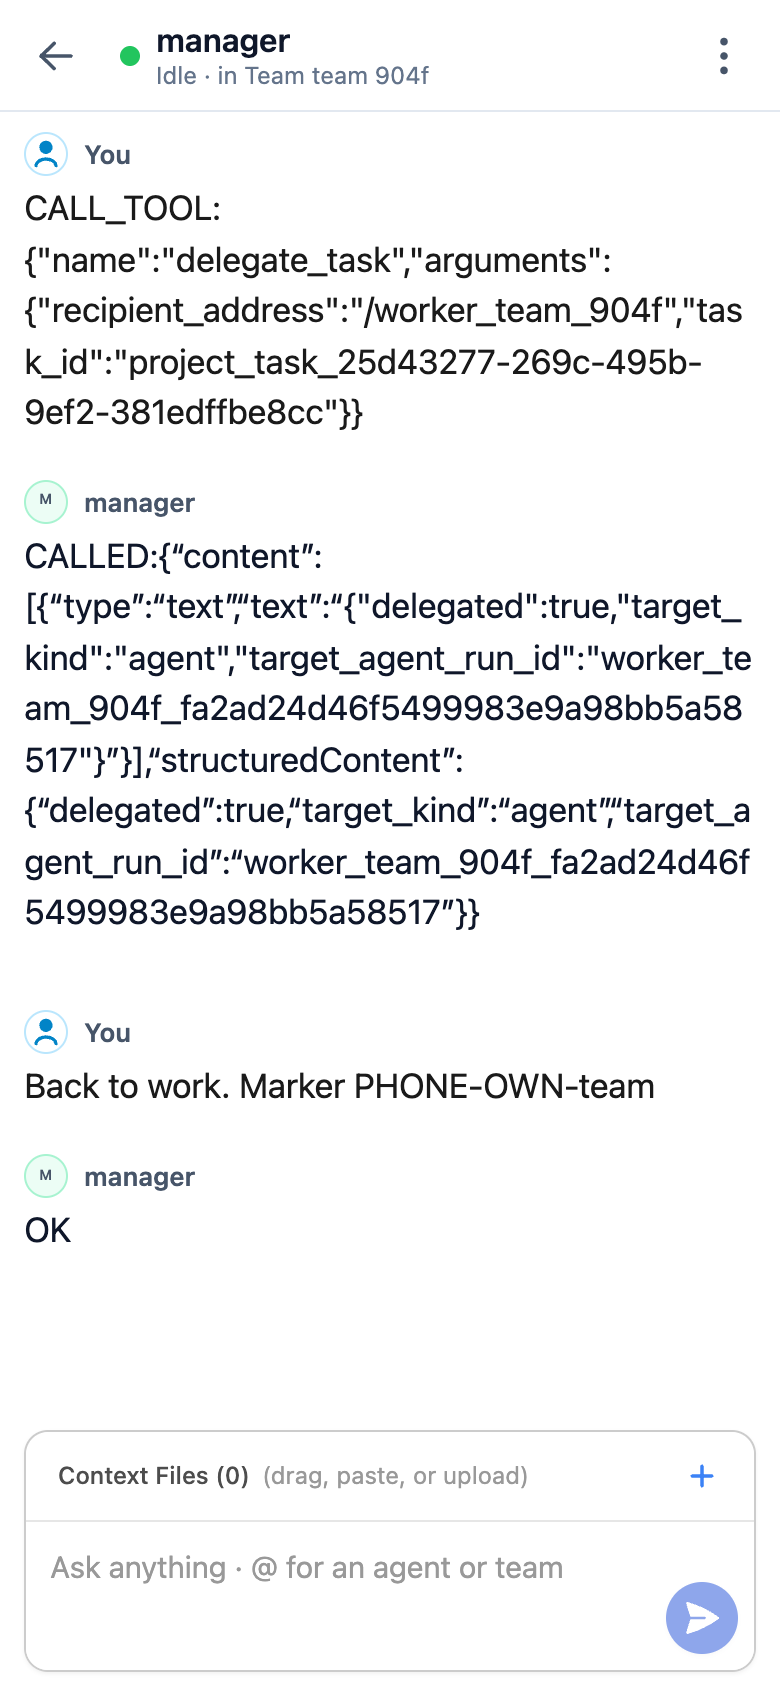 manager
Idle · in Team team 904f
You
CALL_TOOL:
{"name":"delegate_task","arguments":
{"recipient_address":"/worker_team_904f","tas
k_id":"project_task_25d43277-269c-495b-
9ef2-381edffbe8cc"}}
M manager
CALLED:{“content”:
[{“type”:“text”,“text”:“{"delegated":true,"target_
kind":"agent","target_agent_run_id":"worker_te
am_904f_fa2ad24d46f5499983e9a98bb5a58
517"}”}],“structuredContent”:
{“delegated”:true,“target_kind”:“agent”,“target_a
gent_run_id”:“worker_team_904f_fa2ad24d46f
5499983e9a98bb5a58517”}}
You
Back to work. Marker PHONE-OWN-team
M manager
OK
Context Files (0) (drag, paste, or upload)
Ask anything · @ for an agent or team